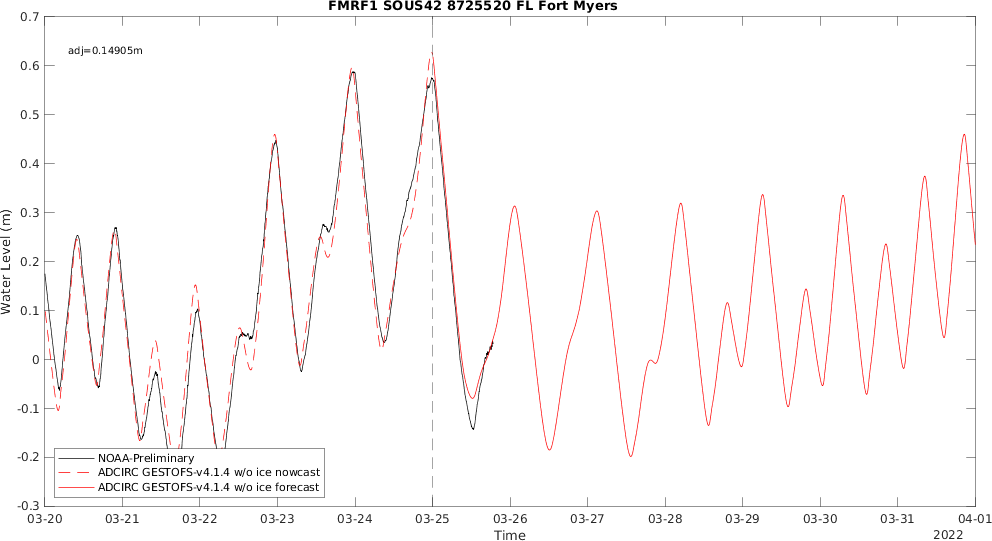 FMRF1 SOUS42 8725520 FL Fort Myers
adj=0.14905m
0.7
0.6
0.5
0.4
0.3
0.2
0.1
0
-0.1
-0.2
-0.3
Water Level (m)
NOAA-Preliminary
ADCIRC GESTOFS-v4.1.4 w/o ice nowcast
ADCIRC GESTOFS-v4.1.4 w/o ice forecast
03-20 03-21 03-22 03-23 03-24 03-25 03-26 03-27 03-28 03-29 03-30 03-31 04-01
Time
2022